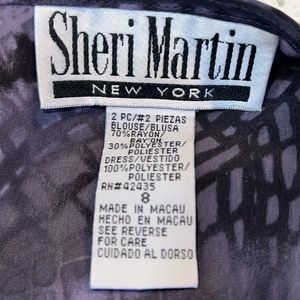 Sheri Martin
NEW YORK
2 PC/#2 PIEZAS
BLOUSE/BLUSA
70%RAYON/
RAYON
30%POLYESTER/
POLIESTER
DRESS/VESTIDO
100%POLYESTER/
POLIESTER
RN#42435
8
MADE IN MACAU
HECHO EN MACAU
SEE REVERSE
FOR CARE
CUIDADO AL DORSO